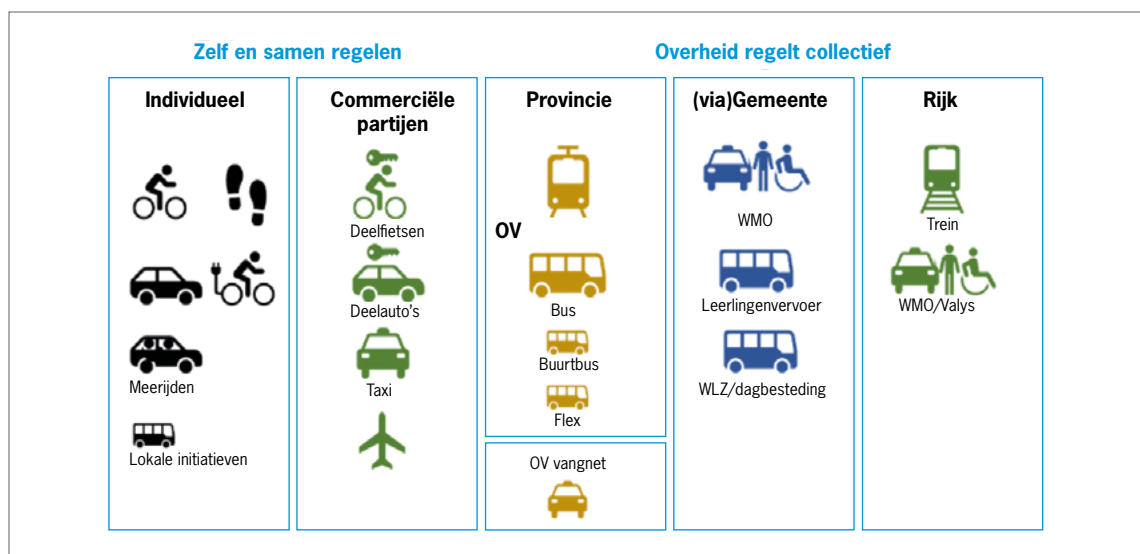 Zelf en samen regelen
Overheid regelt collectief
Individueel
Meerijden
Lokale initiatieven
Commerciële
partijen
Deelfietsen
Deelauto's
Taxi
Provincie
OV
Bus
Buurtbus
Flex
OV vangnet
(via)Gemeente
WMO
Leerlingenvervoer
WLZ/dagbesteding
Rijk
Trein
WMO/Valys